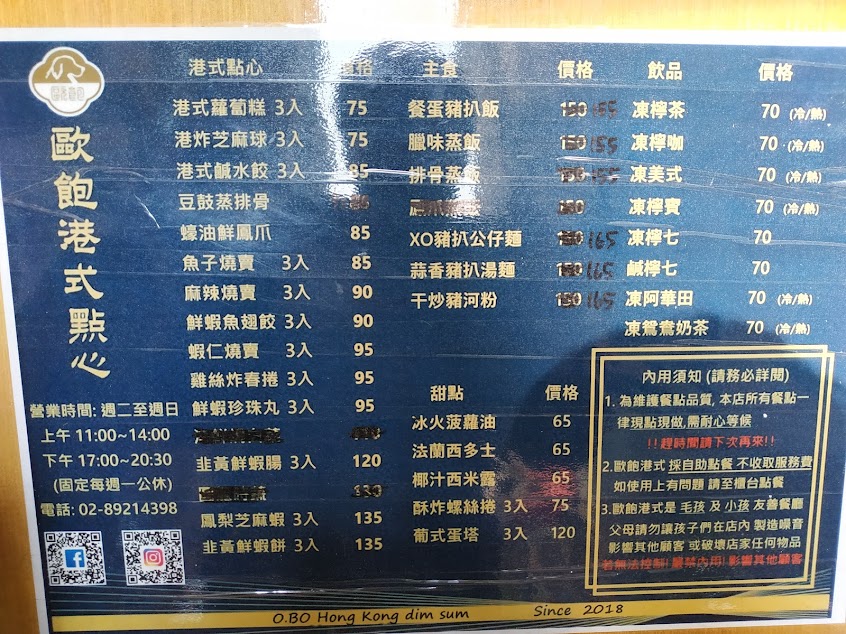 歐飽港式點心
營業時間: 週二至週日
上午 11:00~14:00
下午 17:00~20:30
(固定每週一公休)
電話: 02-89214398
港式點心
港式蘿蔔糕 3入 75
港炸芝麻球 3入 75
港式鹹水餃 3入 85
豆鼓蒸排骨
蠔油鮮鳳爪 85
魚子燒賣 3入 85
麻辣燒賣 3入 90
鮮蝦魚翅餃 3入 90
蝦仁燒賣 3入 95
雞絲炸春捲 3入 95
鮮蝦珍珠丸 3入 95
韭黃鮮蝦腸 3入 120
鳳梨芝麻蝦 3入 135
韭黃鮮蝦餅 3入 135
主食 價格
餐蛋豬扒飯 150 155
臘味蒸飯 150 155
排骨蒸飯 150 155
XO豬扒公仔麵 150 165
蒜香豬扒湯麵 150 165
干炒豬河粉 150 165
甜點 價格
冰火菠蘿油 65
法蘭西多士 65
椰汁西米露 65
酥炸螺絲捲 3入 75
葡式蛋塔 3入 120
飲品 價格
凍檸茶 70 (冷/熱)
凍檸咖 70 (冷/熱)
凍美式 70 (冷/熱)
凍檸賓 70 (冷/熱)
凍檸七 70
鹹檸七 70
凍阿華田 70 (冷/熱)
凍鴛鴦奶茶 70 (冷/熱)
內用須知 (請務必詳閱)
1. 為維護餐點品質, 本店所有餐點一
律現點現做,需耐心等候
!!趕時間請下次再來!!
2.歐飽港式 採自助點餐 不收取服務費
如使用上有問題 請至櫃台點餐
3.歐飽港式是 毛孩 及 小孩 友善餐廳
父母請勿讓孩子們在店內 製造噪音
影響其他顧客 或破壞店家任何物品
若無法控制! 嚴禁內用! 影響其他顧客
O.BO Hong Kong dim sum Since 2018